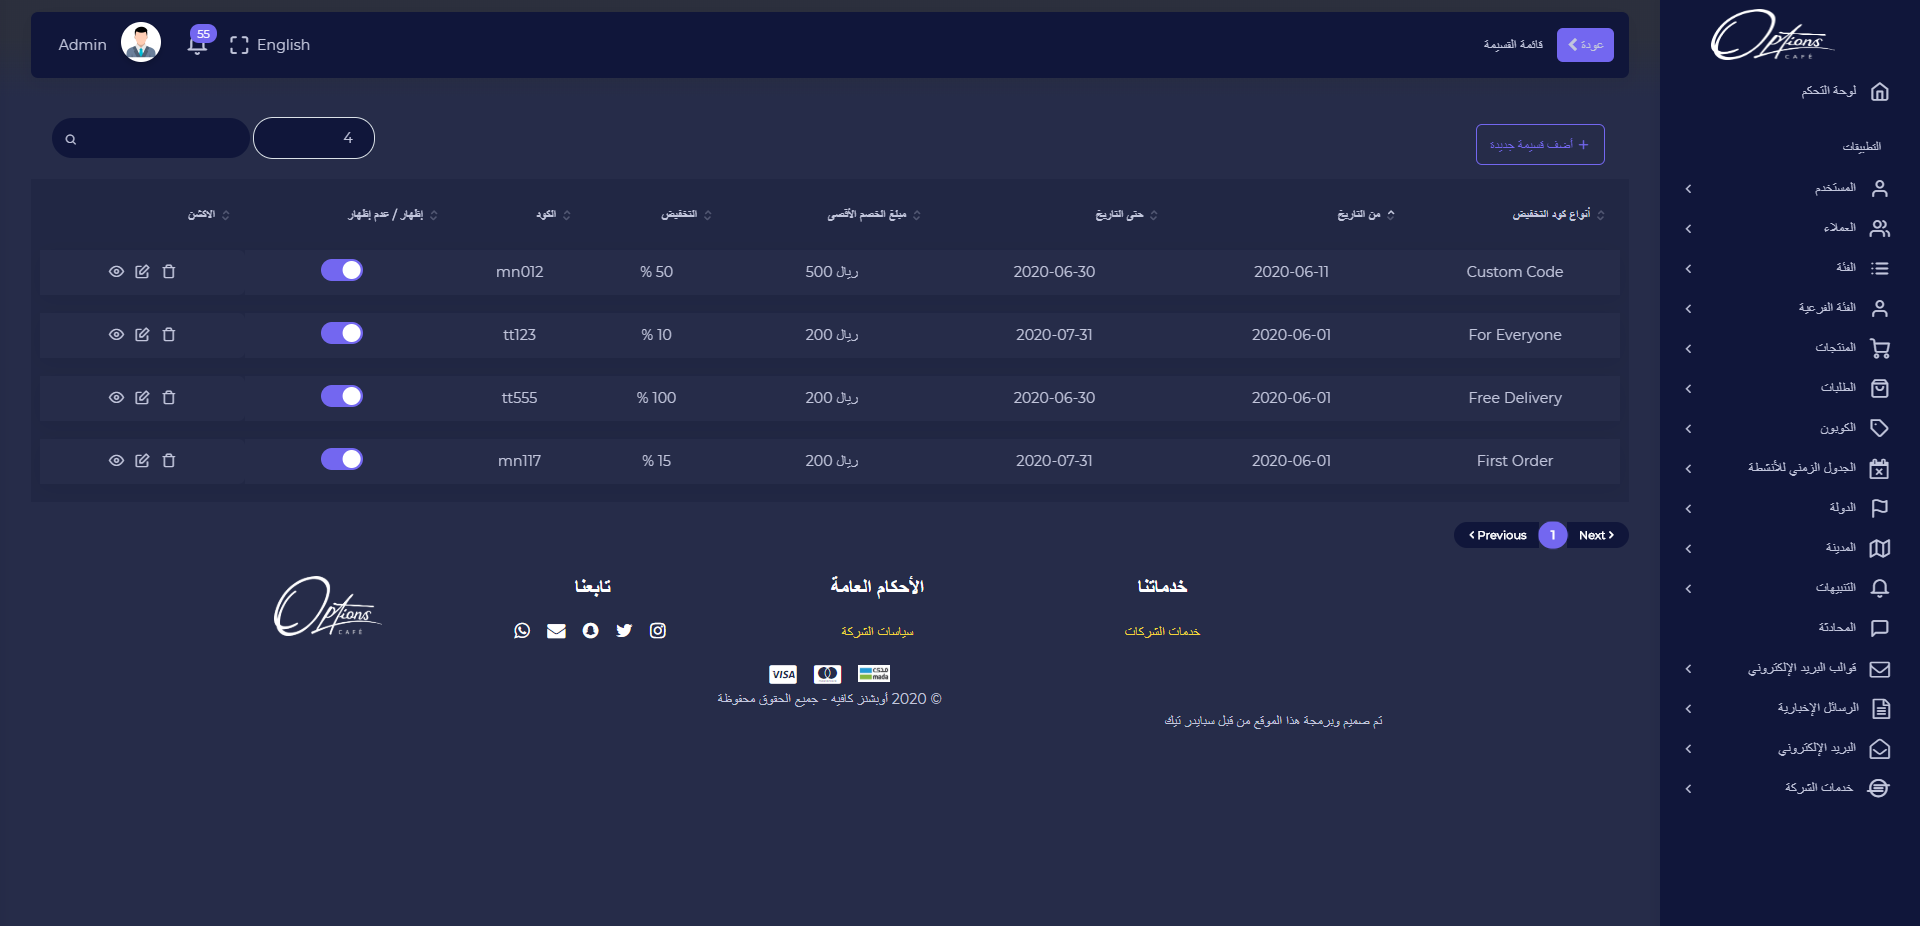 Options
CAFÉ
لوحة التحكم
التطبيقات
المستخدم
العملاء
الفئة
الفئة الفرعية
المنتجات
الطلبات
الكوبون
الجدول الزمني للأنشطة
الدولة
المدينة
التنبيهات
المحادثة
قوالب البريد الإلكتروني
الرسائل الإخبارية
البريد الإلكتروني
خدمات الشركة
عودة
قائمة القسيمة
English
55
Admin
+ أضف قسيمة جديدة
4
أنواع كود التخفيض من التاريخ حتى التاريخ مبلغ الخصم الأقصى التخفيض الكود إظهار / عدم إظهار الاكشن
Custom Code 2020-06-11 2020-06-30 500 ريال % 50 mn012
For Everyone 2020-06-01 2020-07-31 200 ريال % 10 tt123
Free Delivery 2020-06-01 2020-06-30 200 ريال % 100 tt555
First Order 2020-06-01 2020-07-31 200 ريال % 15 mn117
Previous 1 Next
خدماتنا
خدمات الشركات
الأحكام العامة
سياسات الشركة
تابعنا
Options
CAFÉ
VISA
مدى
mada
© 2020 أوبشنز كافيه - جميع الحقوق محفوظة
تم صميم وبرمجة هذا الموقع من قبل سبايدر تيك